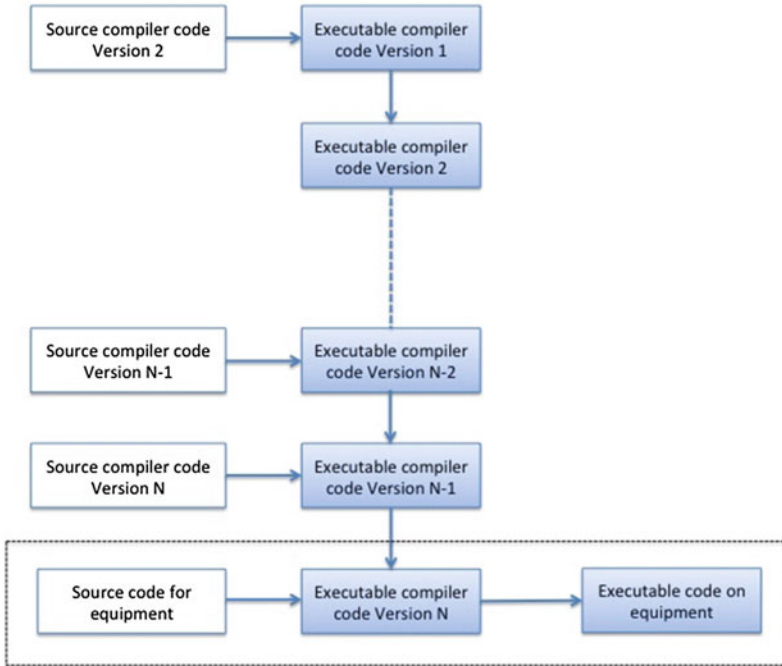 Source compiler code
Version 2
Executable compiler
code Version 1
Executable compiler
code Version 2
Source compiler code
Version N-1
Executable compiler
code Version N-2
Source compiler code
Version N
Executable compiler
code Version N-1
Source code for
equipment
Executable compiler
code Version N
Executable code on
equipment